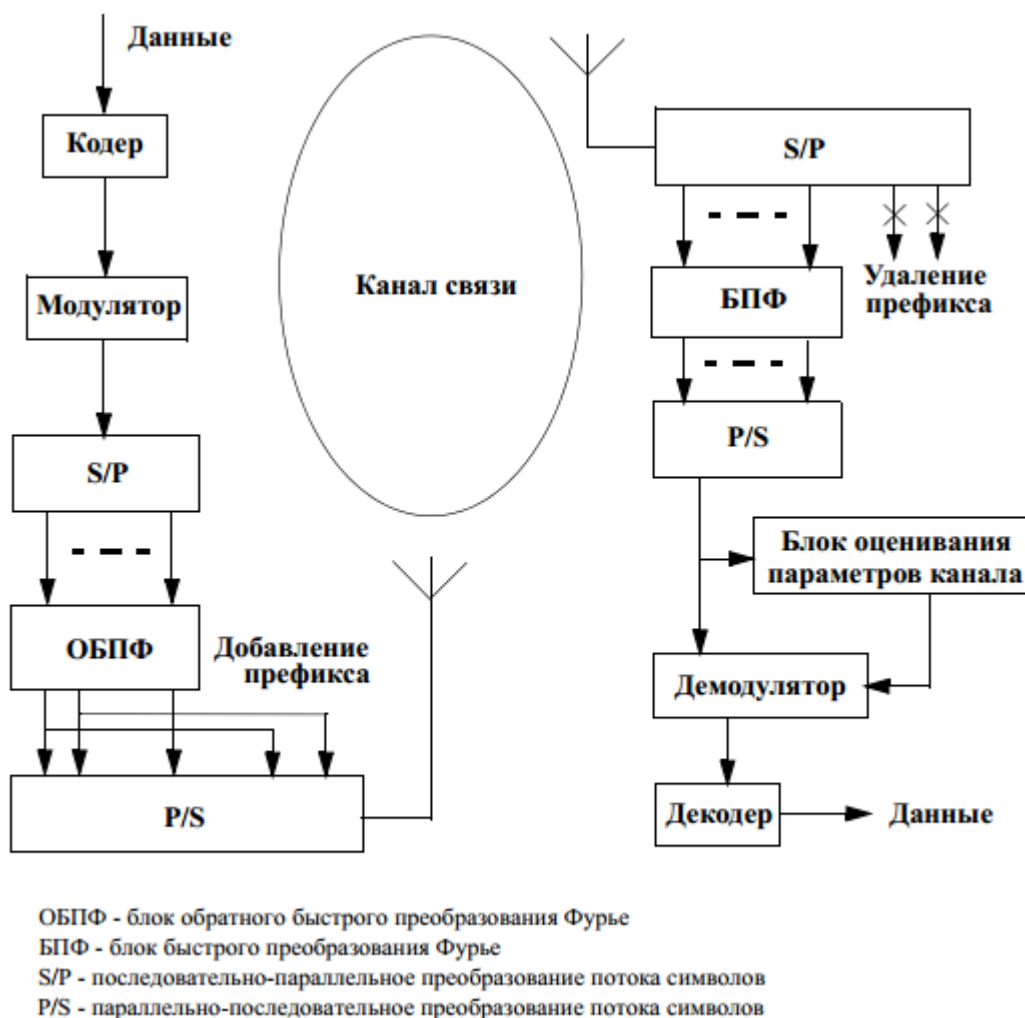 Данные
Кодер
Модулятор
S/P
ОБПФ
Добавление
префикса
P/S
Канал связи
S/P
Удаление
префикса
БПФ
P/S
Блок оценивания
параметров канала
Демодулятор
Декодер
Данные
ОБПФ - блок обратного быстрого преобразования Фурье
БПФ - блок быстрого преобразования Фурье
S/P - последовательно-параллельное преобразование потока символов
P/S - параллельно-последовательное преобразование потока символов